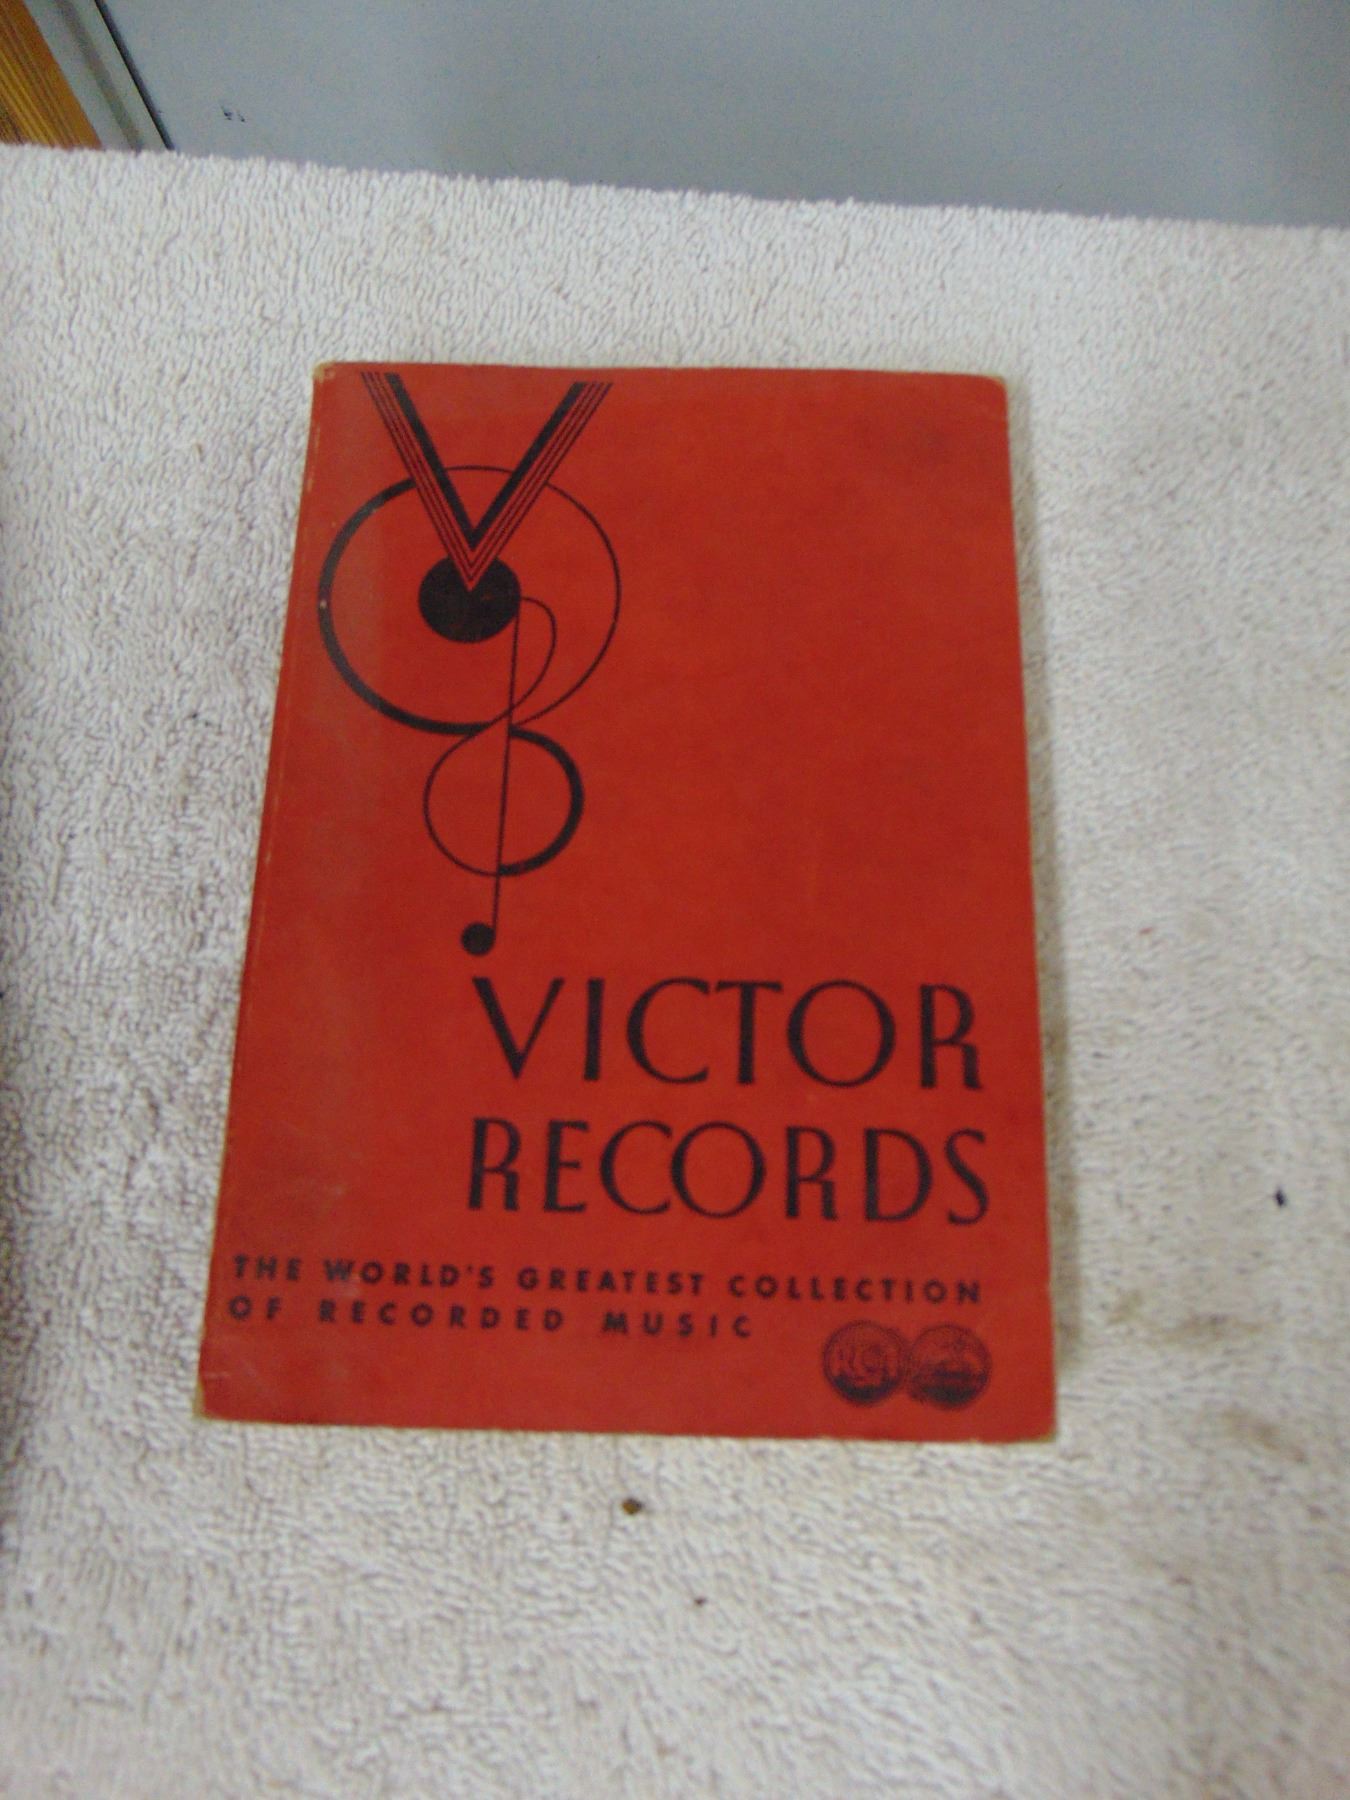 VICTOR
RECORDS
THE WORLD'S GREATEST COLLECTION
OF RECORDED MUSIC
RCA